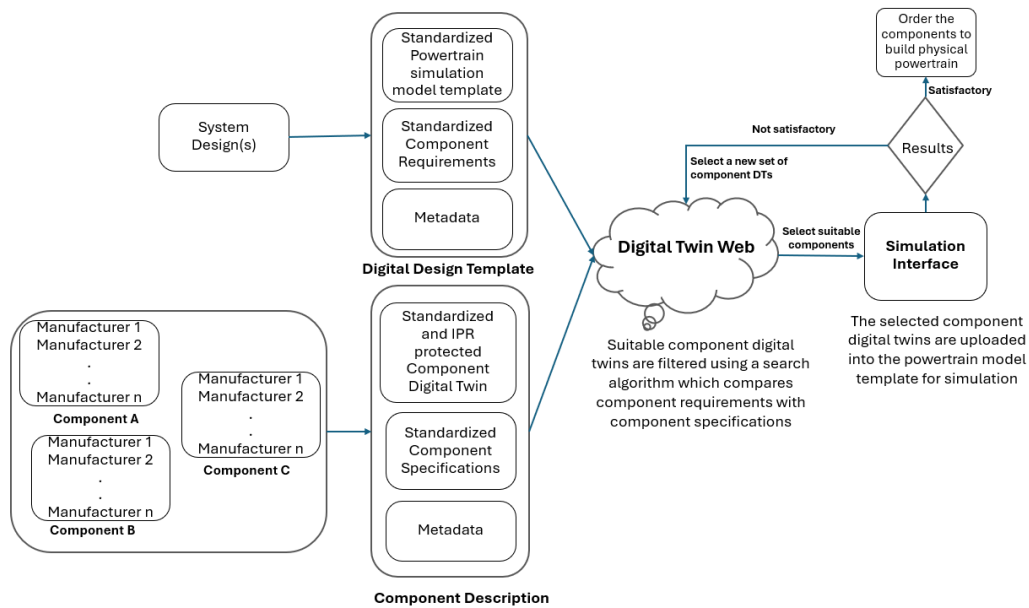 System
Design(s)
Standardized
Powertrain
simulation
model template
Standardized
Component
Requirements
Metadata
Digital Design Template
Manufacturer 1
Manufacturer 2
.
.
Manufacturer n
Component A
Manufacturer 1
Manufacturer 2
.
.
Manufacturer n
Component B
Manufacturer 1
Manufacturer 2
.
.
Manufacturer n
Component C
Standardized
and IPR
protected
Component
Digital Twin
Standardized
Component
Specifications
Metadata
Component Description
Digital Twin Web
Suitable component digital
twins are filtered using a search
algorithm which compares
component requirements with
component specifications
Select suitable
components
Simulation
Interface
The selected component
digital twins are uploaded
into the powertrain model
template for simulation
Results
Not satisfactory
Select a new set of
component DTs
Satisfactory
Order the
components to
build physical
powertrain